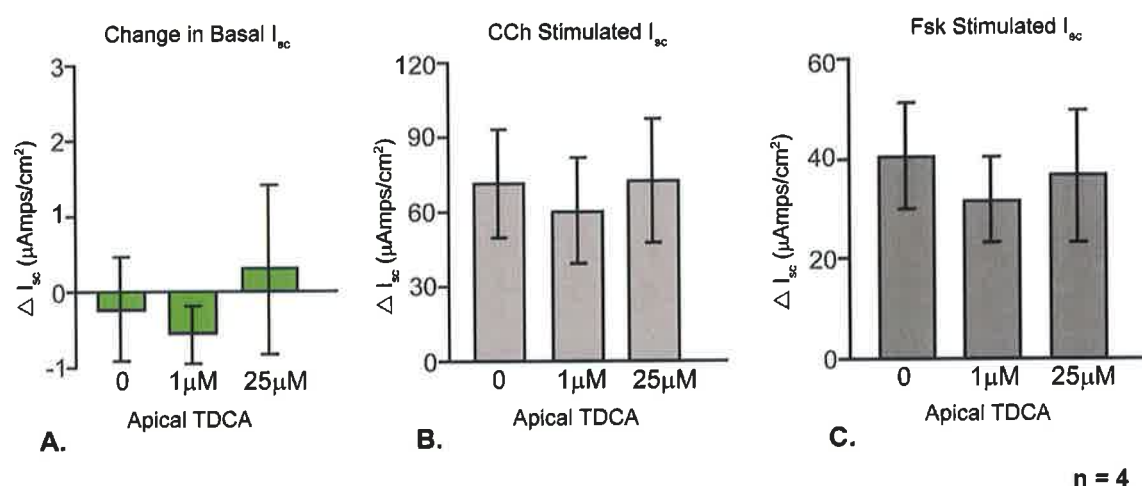 Change in Basal Isc
3
2
1
0
-1
△ Isc (µAmps/cm²)
0 1µM 25µM
Apical TDCA
A.
CCh Stimulated Isc
120
90
60
30
0
△ Isc (µAmps/cm²)
0 1µM 25µM
Apical TDCA
B.
Fsk Stimulated Isc
60
40
20
0
△ Isc (µAmps/cm²)
0 1µM 25µM
Apical TDCA
C.
n = 4